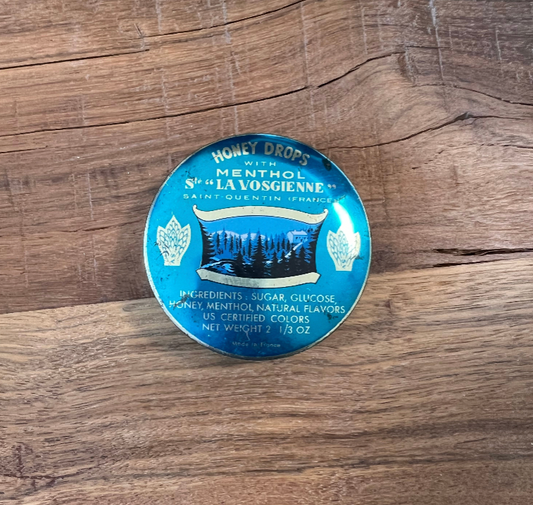 HONEY DROPS
WITH
MENTHOL
Sté "LA VOSGIENNE"
SAINT-QUENTIN (FRANCE)
INGREDIENTS : SUGAR, GLUCOSE,
HONEY, MENTHOL, NATURAL FLAVORS
US CERTIFIED COLORS
NET WEIGHT 2 1/3 OZ
Made in France